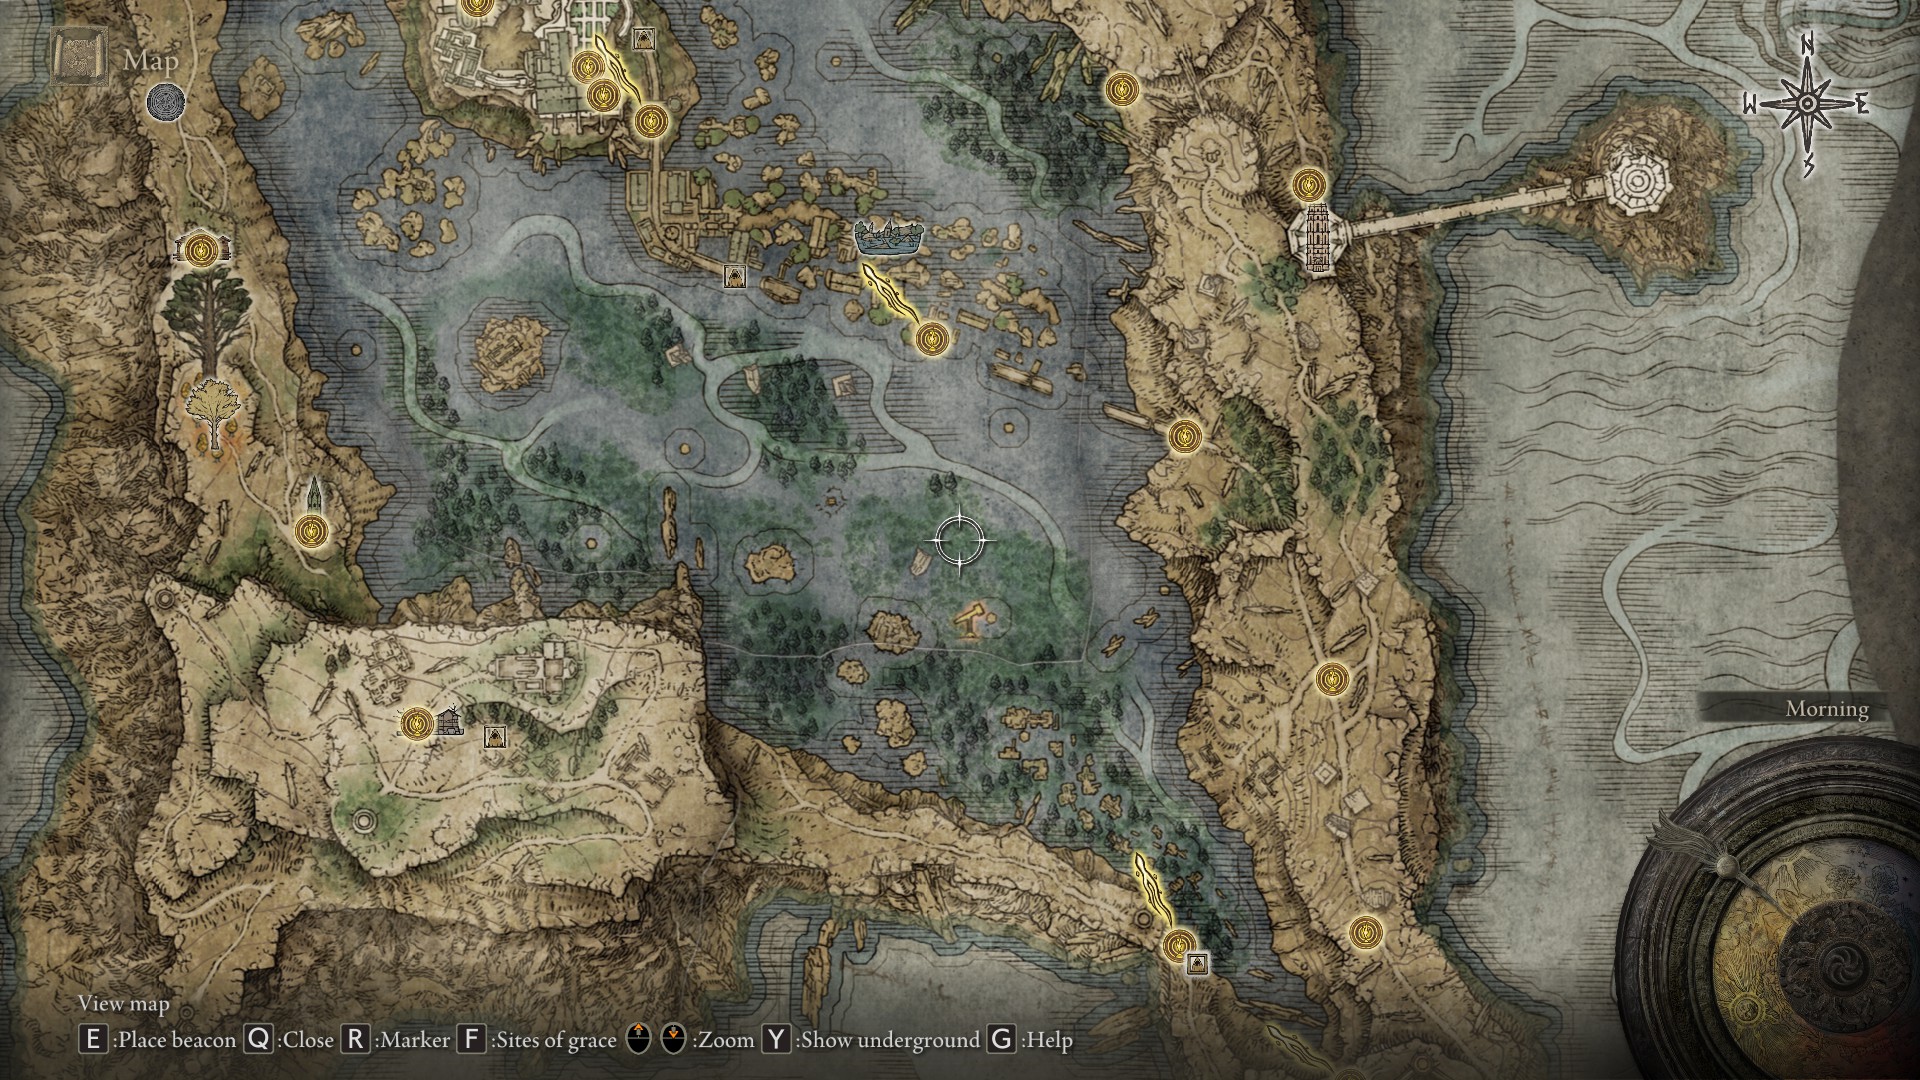 Map
N
W E
S
Morning
View map
E :Place beacon Q :Close R :Marker F :Sites of grace :Zoom Y :Show underground G :Help